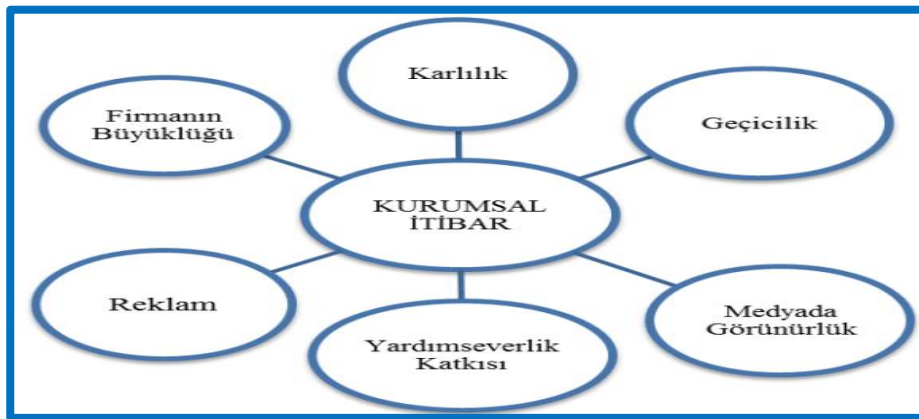 Karlılık
Firmanın
Büyüklüğü
Geçicilik
KURUMSAL
İTİBAR
Reklam
Medyada
Görünürlük
Yardımseverlik
Katkısı